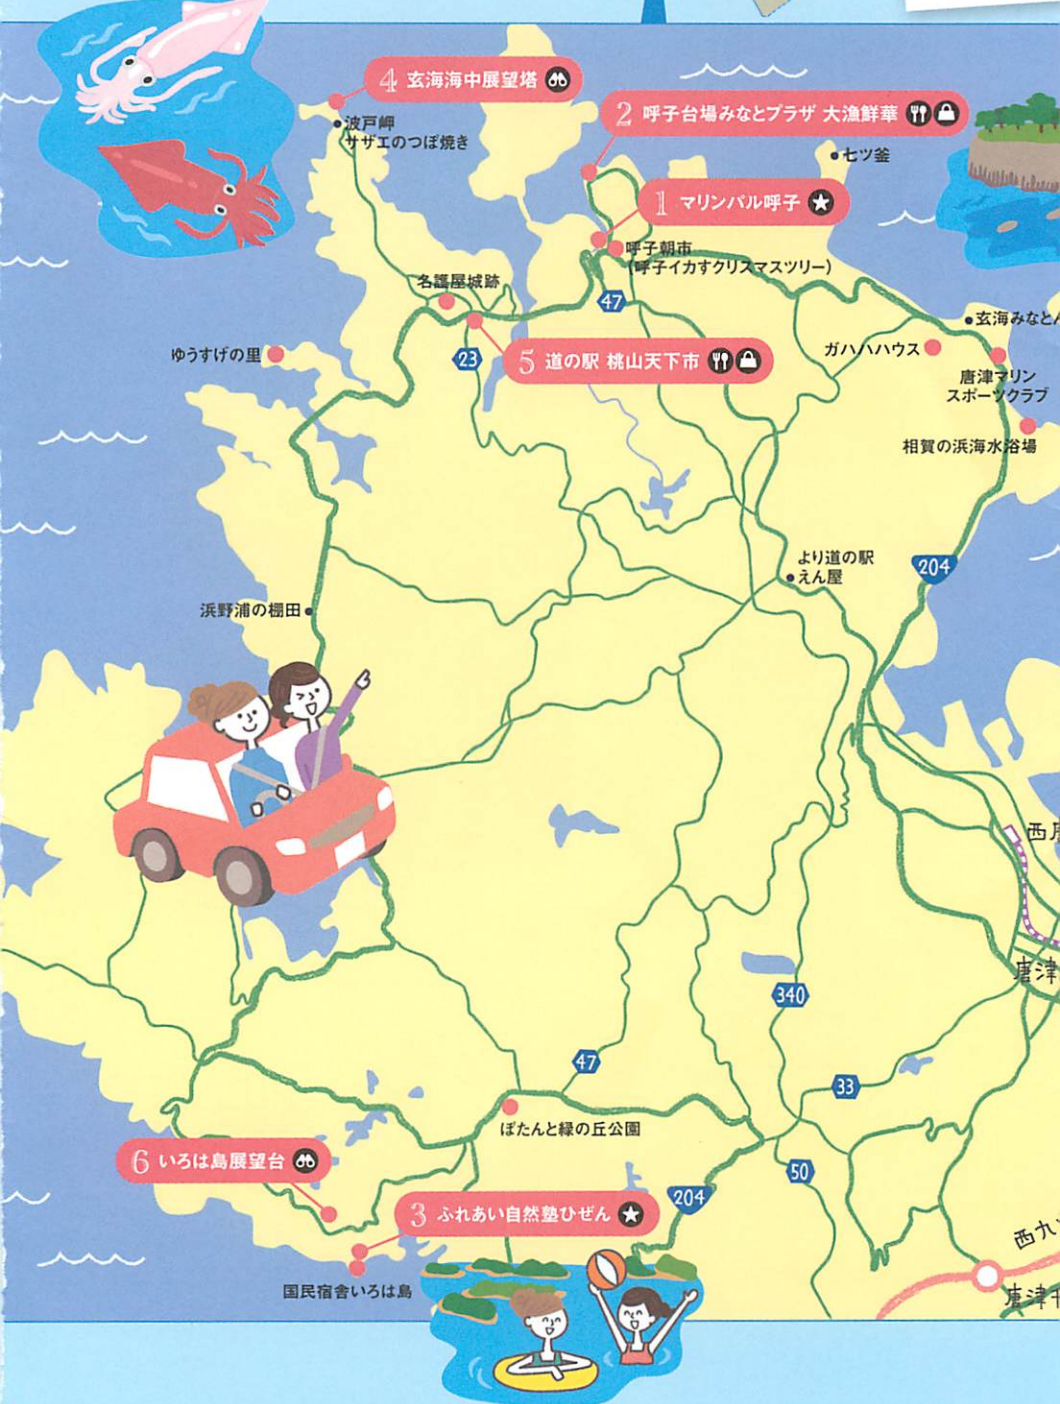 4 玄海海中展望塔
波戸岬
サザエのつぼ焼き
2 呼子台場みなとプラザ 大漁鮮華
七ツ釜
1 マリンパル呼子
呼子朝市
(呼子イカすクリスマスツリー)
名護屋城跡
47
玄海みなとん
ゆうすげの里
23
5 道の駅 桃山天下市
ガハハハウス
唐津マリン
スポーツクラブ
相賀の浜海水浴場
より道の駅
えん屋
204
浜野浦の棚田
西
唐津
340
47
33
ぼたんと緑の丘公園
6 いろは島展望台
50
204
3 ふれあい自然塾ひぜん
西九
国民宿舎いろは島
唐津